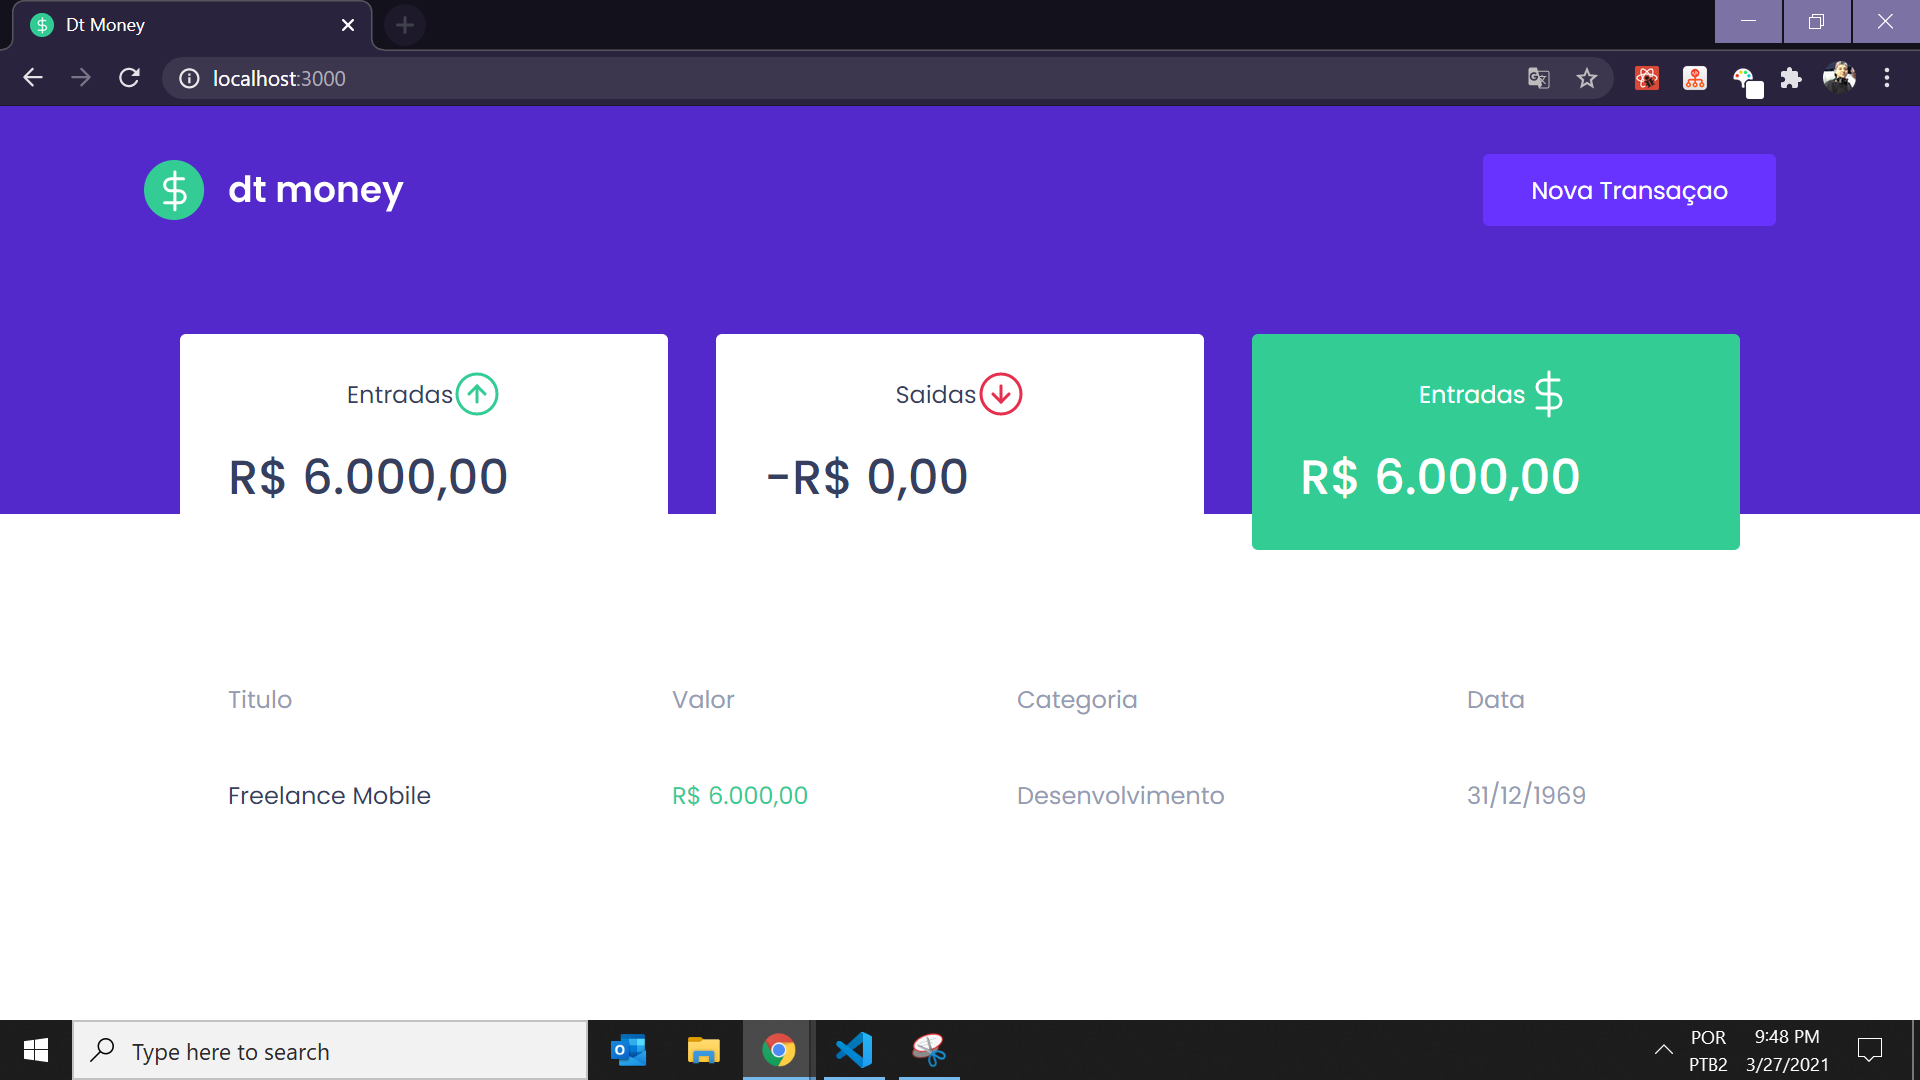 Dt Money
localhost:3000
dt money
Nova Transaçao
Entradas
R$ 6.000,00
Saidas
-R$ 0,00
Entradas
R$ 6.000,00
Titulo Valor Categoria Data
Freelance Mobile R$ 6.000,00 Desenvolvimento 31/12/1969
Type here to search
POR
PTB2
9:48 PM
3/27/2021